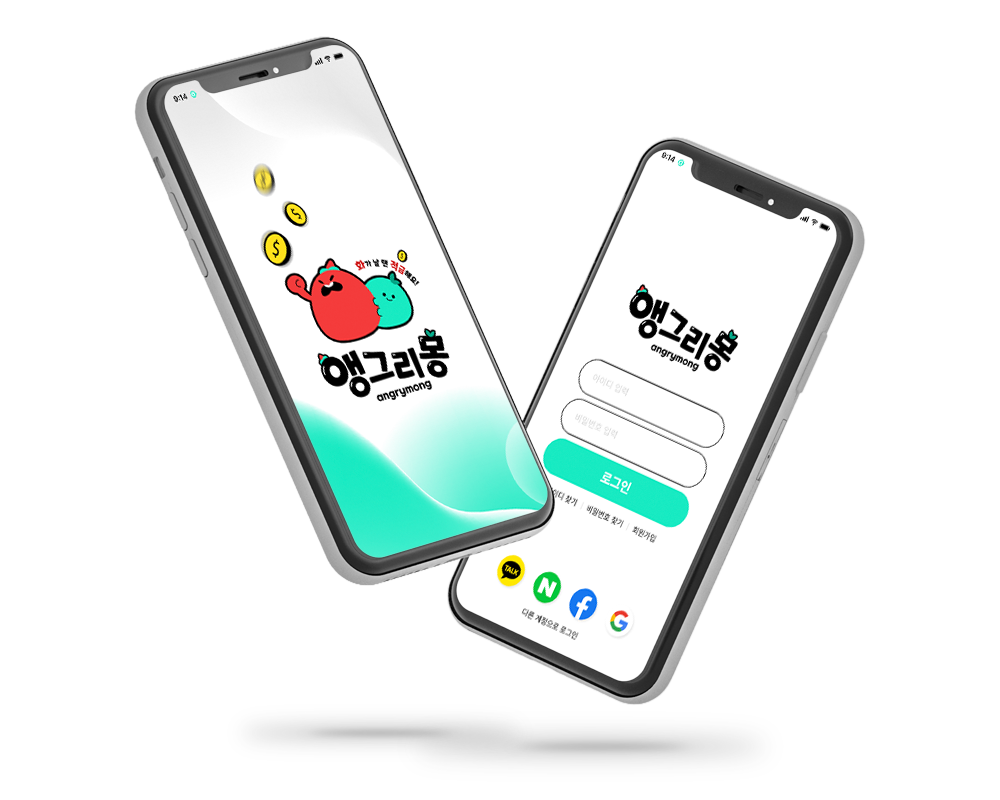 9:14
화가 날 땐 적금해요!
앵그리몽
angrymong
9:14
앵그리몽
angrymong
아이디 입력
비밀번호 입력
로그인
찾기
비밀번호 찾기
회원가입
TALK
N
f
G
다른 계정으로 로그인